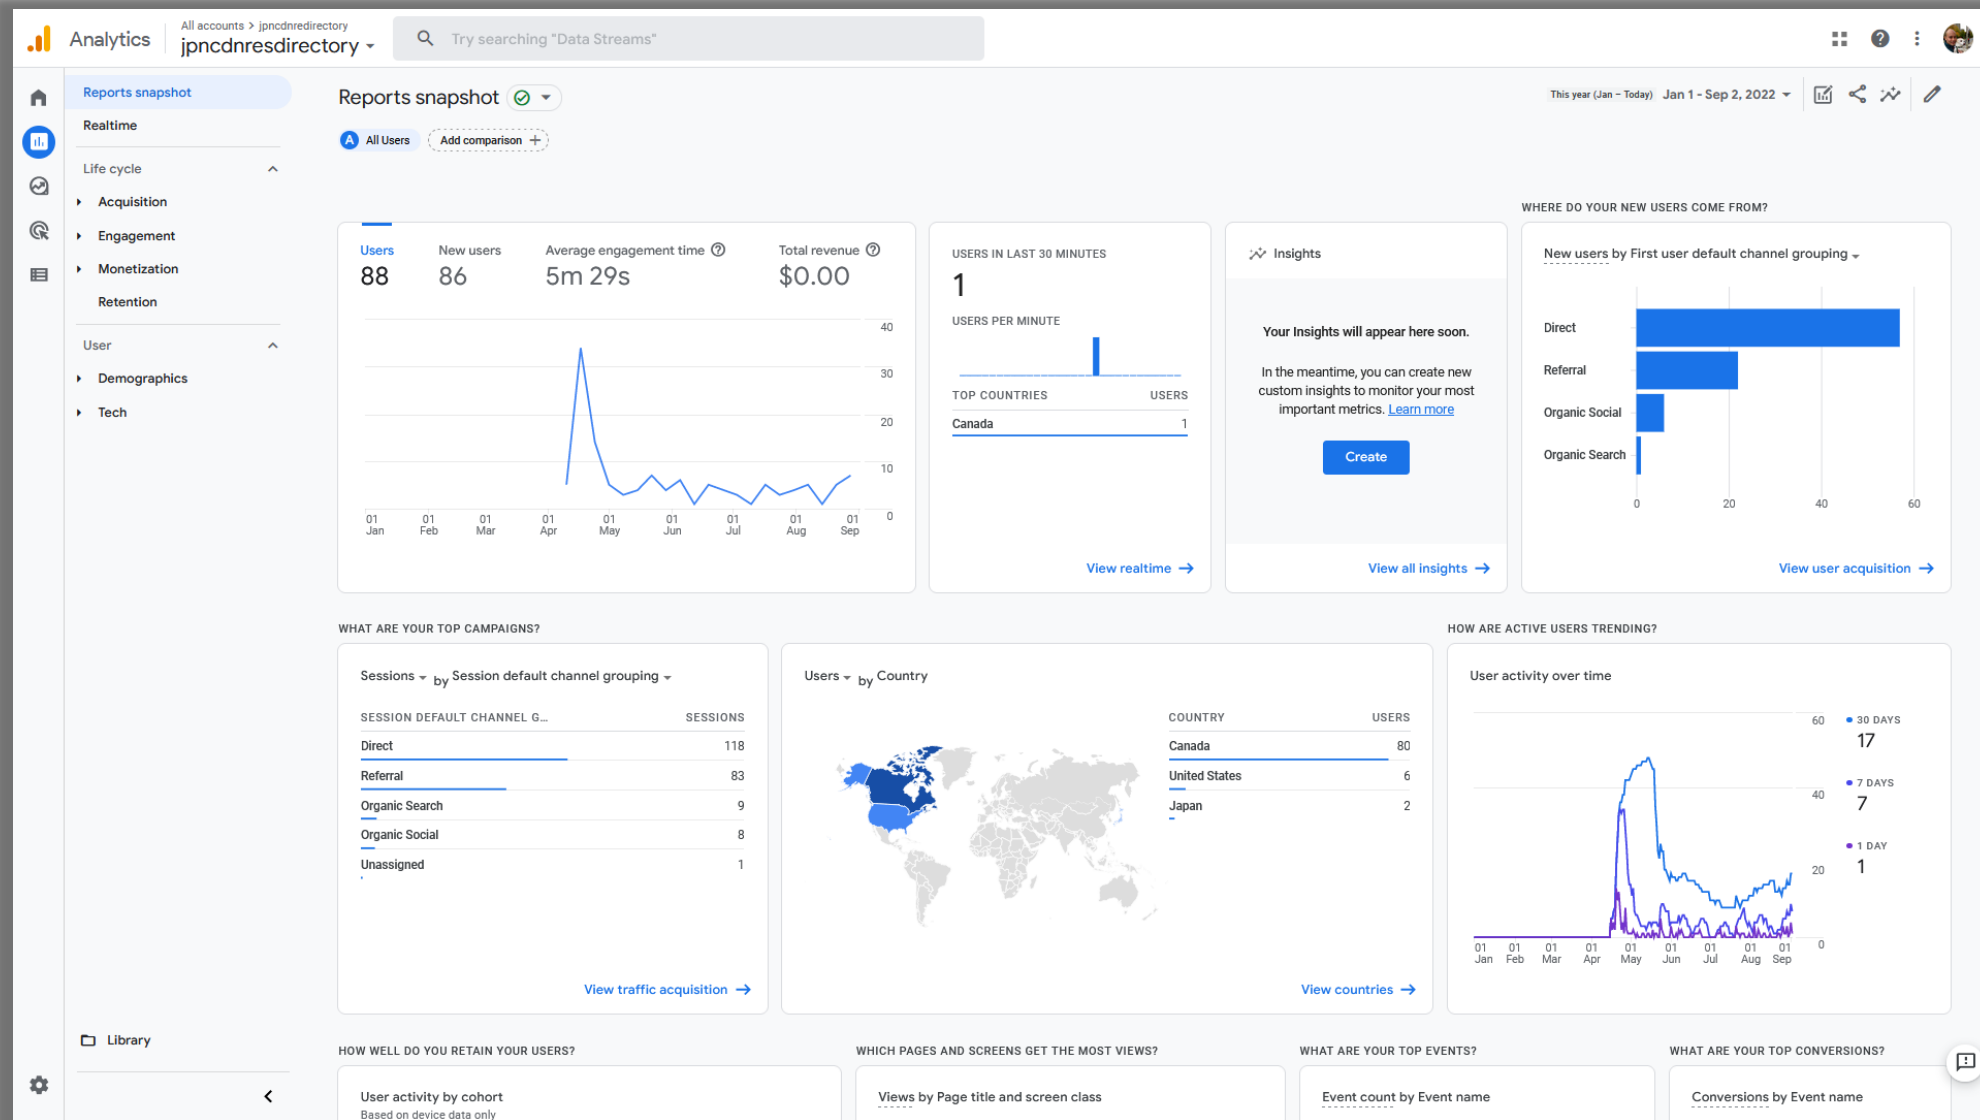 Analytics
All accounts > jpncdnredirectory
jpncdnresdirectory
Try searching "Data Streams"
Reports snapshot
Realtime
Life cycle
Acquisition
Engagement
Monetization
Retention
User
Demographics
Tech
Library
Reports snapshot
This year (Jan – Today) Jan 1 - Sep 2, 2022
A All Users
Add comparison +
Users
88
New users
86
Average engagement time
5m 29s
Total revenue
$0.00
40
30
20
10
0
01 Jan
01 Feb
01 Mar
01 Apr
01 May
01 Jun
01 Jul
01 Aug
01 Sep
USERS IN LAST 30 MINUTES
1
USERS PER MINUTE
TOP COUNTRIES USERS
Canada 1
View realtime
Insights
Your Insights will appear here soon.
In the meantime, you can create new
custom insights to monitor your most
important metrics. Learn more
Create
View all insights
WHERE DO YOUR NEW USERS COME FROM?
New users by First user default channel grouping
Direct
Referral
Organic Social
Organic Search
0 20 40 60
View user acquisition
WHAT ARE YOUR TOP CAMPAIGNS?
Sessions by Session default channel grouping
SESSION DEFAULT CHANNEL G... SESSIONS
Direct 118
Referral 83
Organic Search 9
Organic Social 8
Unassigned 1
View traffic acquisition
Users by Country
COUNTRY USERS
Canada 80
United States 6
Japan 2
View countries
HOW ARE ACTIVE USERS TRENDING?
User activity over time
60
40
20
0
01 Jan
01 Feb
01 Mar
01 Apr
01 May
01 Jun
01 Jul
01 Aug
01 Sep
30 DAYS
17
7 DAYS
7
1 DAY
1
HOW WELL DO YOU RETAIN YOUR USERS?
User activity by cohort
Based on device data only
WHICH PAGES AND SCREENS GET THE MOST VIEWS?
Views by Page title and screen class
WHAT ARE YOUR TOP EVENTS?
Event count by Event name
WHAT ARE YOUR TOP CONVERSIONS?
Conversions by Event name